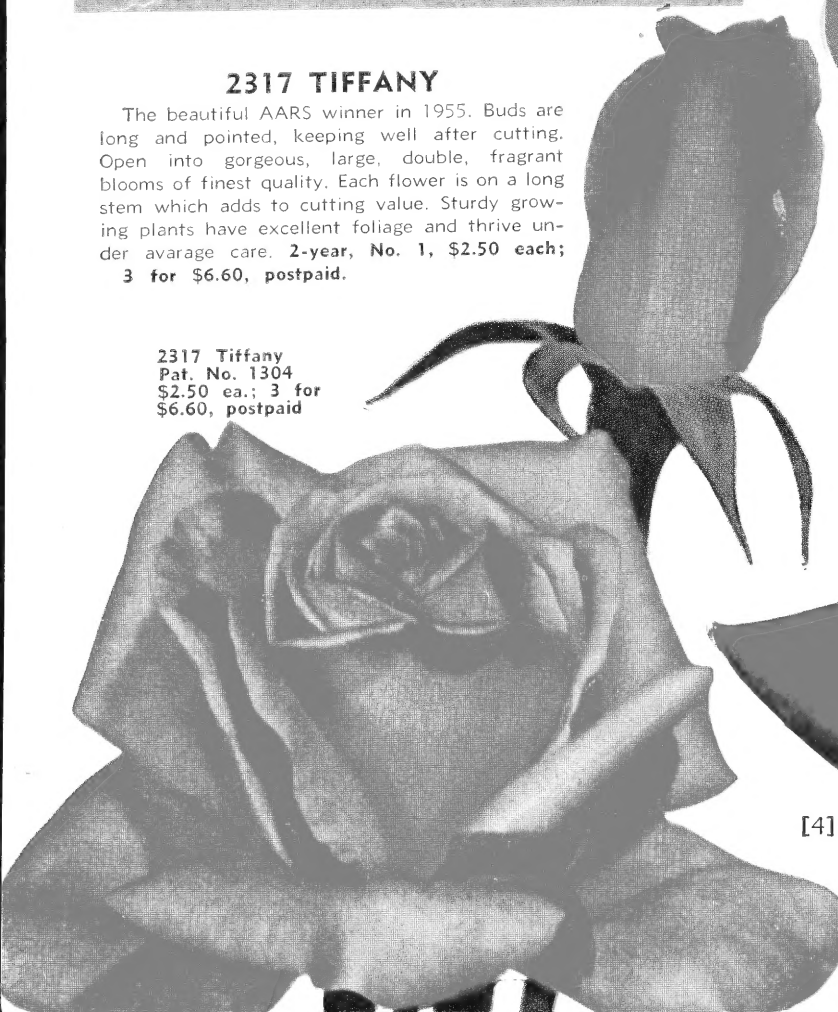 2317 TIFFANY
The beautiful AARS winner in 1955. Buds are
long and pointed, keeping well after cutting.
Open into gorgeous, large, double, fragrant
blooms of finest quality. Each flower is on a long
stem which adds to cutting value. Sturdy grow-
ing plants have excellent foliage and thrive un-
der avarage care. 2-year, No. 1, $2.50 each;
3 for $6.60, postpaid.
2317 Tiffany
Pat. No. 1304
$2.50 ea.; 3 for
$6.60, postpaid
[4]